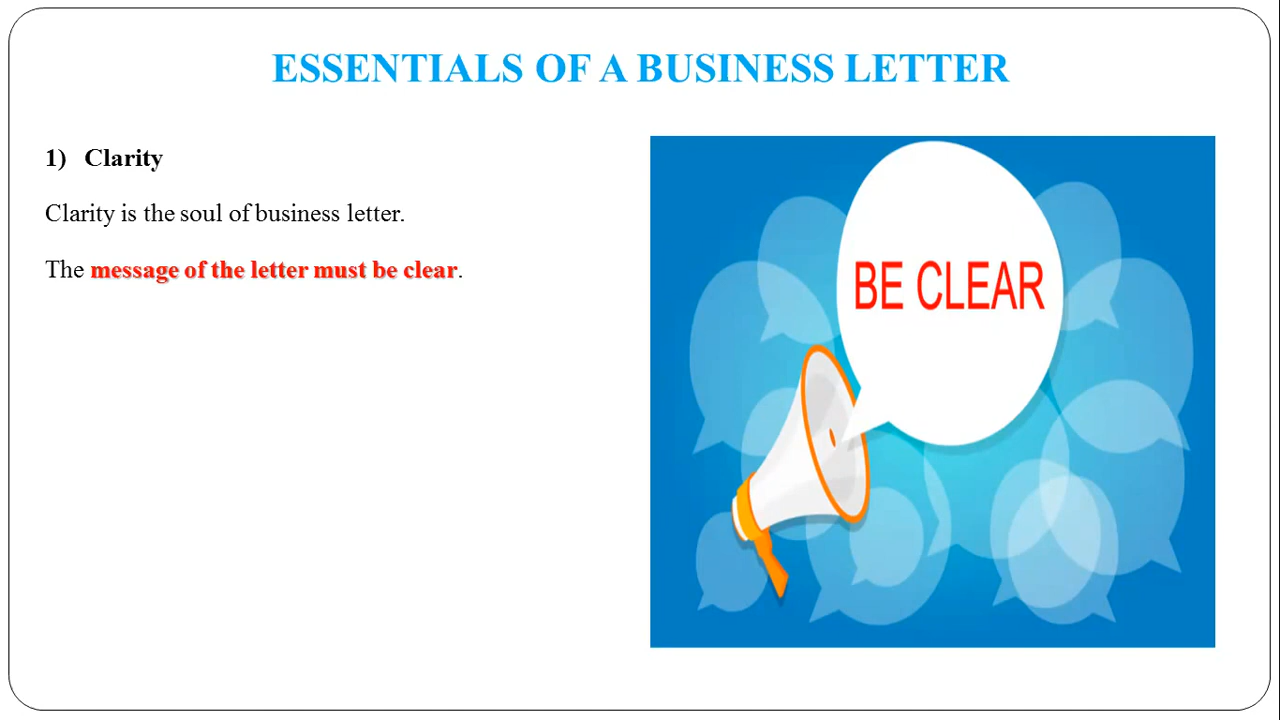 ESSENTIALS OF A BUSINESS LETTER
1) Clarity
Clarity is the soul of business letter.
The message of the letter must be clear.
BE CLEAR